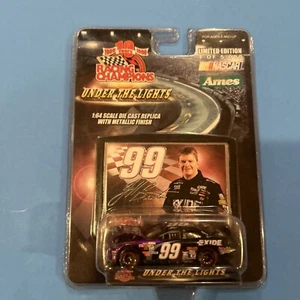 RACING
CHAMPIONS
LIMITED EDITION
NASCAR
Ames
UNDER THE LIGHTS
1:64 SCALE DIE CAST REPLICA
WITH METALLIC FINISH
99
EXIDE
99
EXIDE
UNDER THE LIGHTS